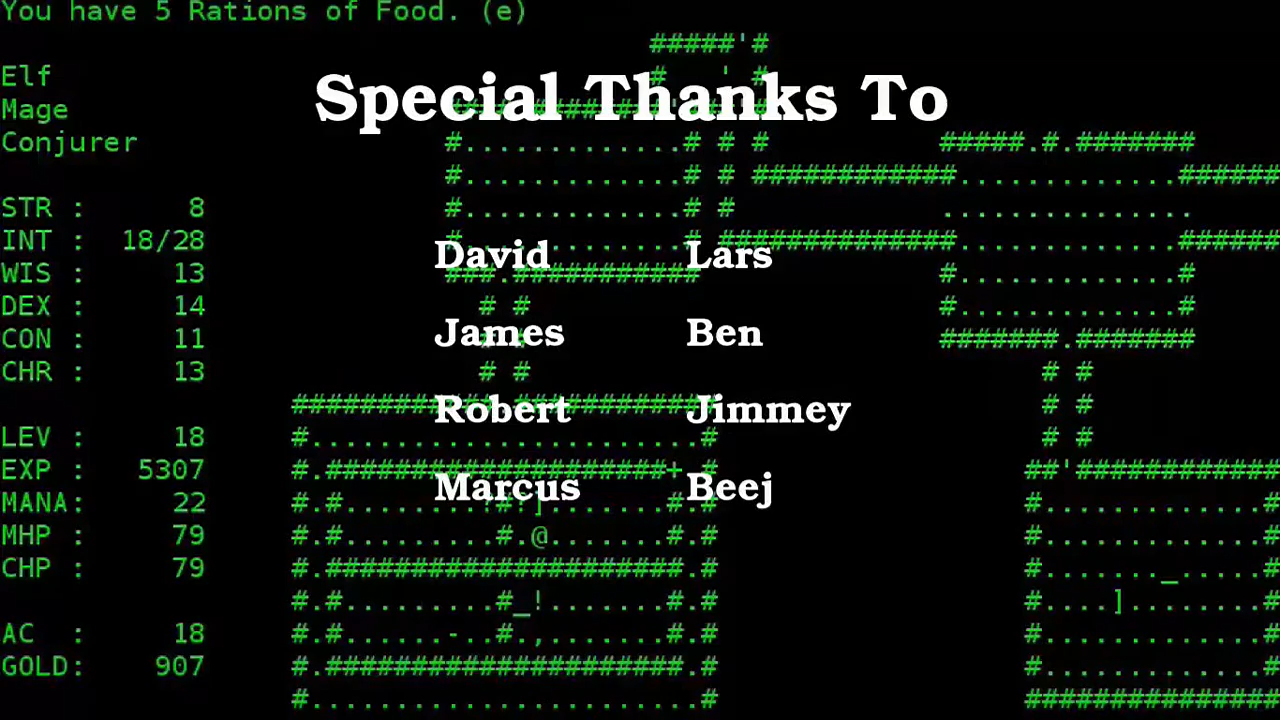 You have 5 Rations of Food. (e)
Special Thanks To
Elf
Mage
Conjurer
STR : 8
INT : 18/28
WIS : 13
DEX : 14
CON : 11
CHR : 13
LEV : 18
EXP : 5307
MANA: 22
MHP : 79
CHP : 79
AC : 18
GOLD: 907
David Lars
James Ben
Robert Jimmey
Marcus Beej